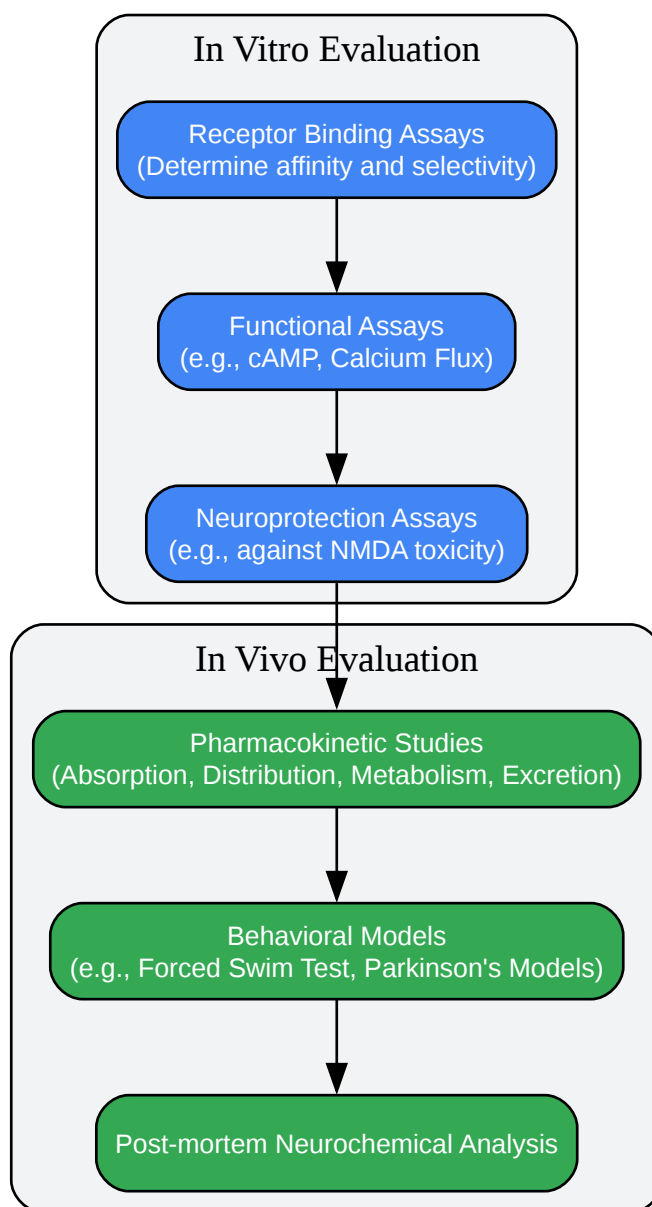 In Vitro Evaluation
Receptor Binding Assays
(Determine affinity and selectivity)
Functional Assays
(e.g., cAMP, Calcium Flux)
Neuroprotection Assays
(e.g., against NMDA toxicity)
In Vivo Evaluation
Pharmacokinetic Studies
(Absorption, Distribution, Metabolism, Excretion)
Behavioral Models
(e.g., Forced Swim Test, Parkinson's Models)
Post-mortem Neurochemical Analysis